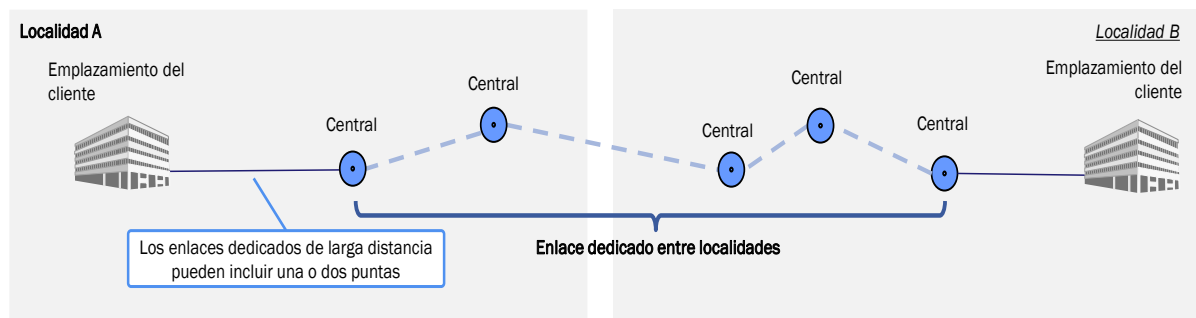 Localidad A
Localidad B
Emplazamiento del
cliente
Central
Central
Central
Central
Central
Emplazamiento del
cliente
Los enlaces dedicados de larga distancia
pueden incluir una o dos puntas
Enlace dedicado entre localidades